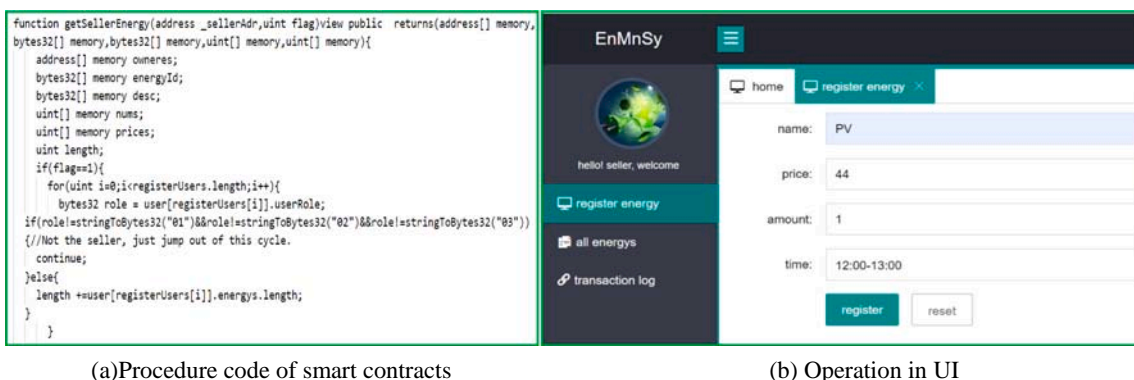 function getSellerEnergy(address _sellerAdr,uint flag)view public  returns(address[] memory,
bytes32[] memory,bytes32[] memory,uint[] memory,uint[] memory){
address[] memory owneres;
bytes32[] memory energyId;
bytes32[] memory desc;
uint[] memory nums;
uint[] memory prices;
uint length;
if(flag==1){
for(uint i=0;i<registerUsers.length;i++){
bytes32 role = user[registerUsers[i]].userRole;
if(role!=stringToBytes32("01")&&role!=stringToBytes32("02")&&role!=stringToBytes32("03"))
{//Not the seller, just jump out of this cycle.
continue;
}else{
length +=user[registerUsers[i]].energys.length;
}
}
EnMnSy
hello! seller, welcome
register energy
all energys
transaction log
home
register energy ×
name: PV
price: 44
amount: 1
time: 12:00-13:00
register reset
(a)Procedure code of smart contracts
(b) Operation in UI